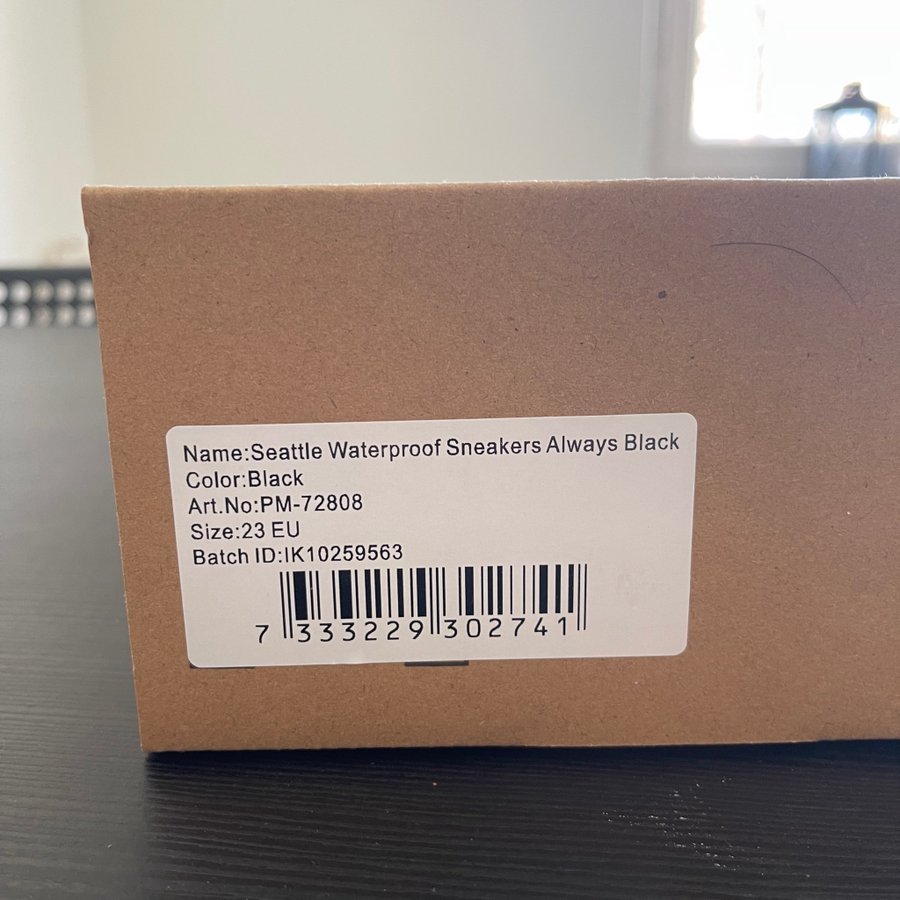 Name:Seattle Waterproof Sneakers Always Black
Color:Black
Art.No:PM-72808
Size:23 EU
Batch ID:IK10259563
7 333229 302741